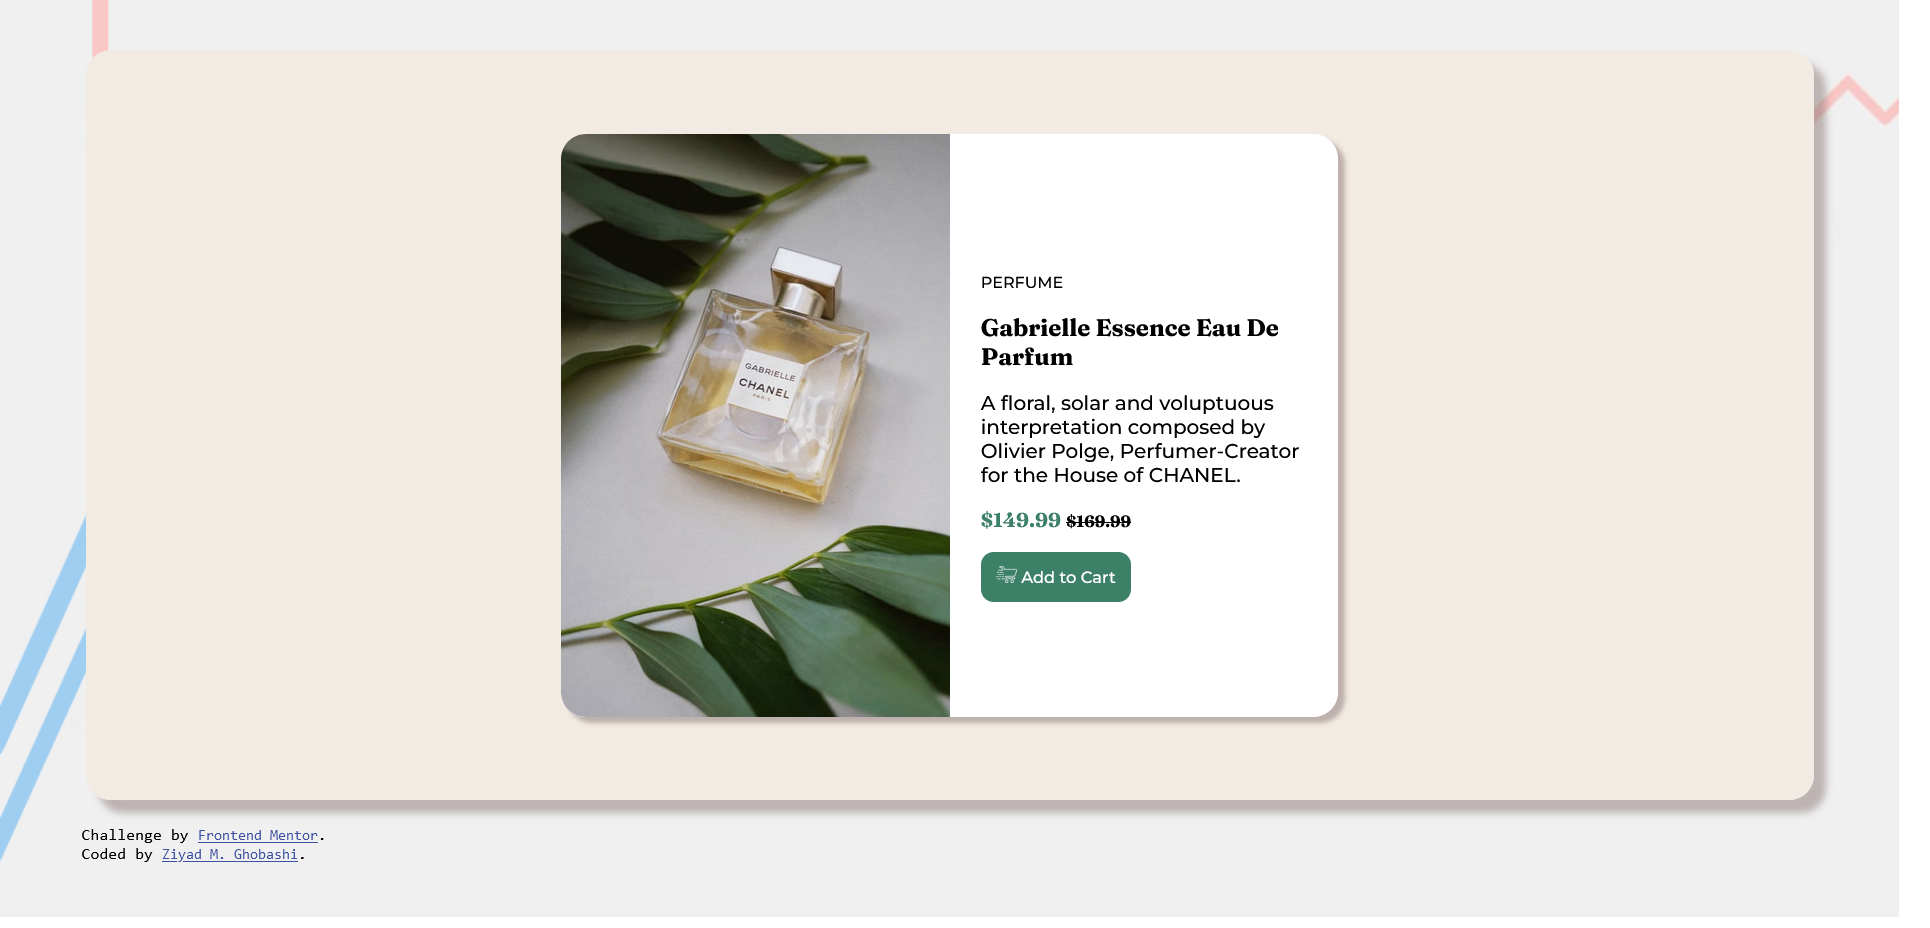 GABRIELLE
CHANEL
PARIS
PERFUME
Gabrielle Essence Eau De
Parfum
A floral, solar and voluptuous
interpretation composed by
Olivier Polge, Perfumer-Creator
for the House of CHANEL.
$149.99 $169.99
Add to Cart
Challenge by Frontend Mentor.
Coded by Ziyad M. Ghobashi.